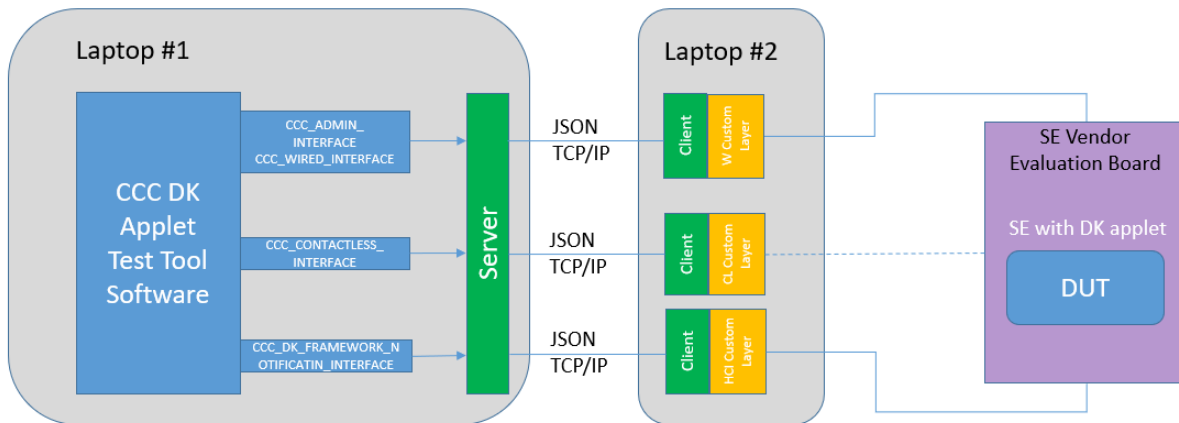 Laptop #1
CCC DK
Applet
Test Tool
Software
CCC_ADMIN_
INTERFACE
CCC_WIRED_INTERFACE
CCC_CONTACTLESS_
INTERFACE
CCC_DK_FRAMEWORK_N
OTIFICATIN_INTERFACE
Server
JSON
TCP/IP
JSON
TCP/IP
JSON
TCP/IP
Laptop #2
Client
W Custom
Layer
Client
CL Custom
Layer
Client
HCI Custom
Layer
SE Vendor
Evaluation Board
SE with DK applet
DUT